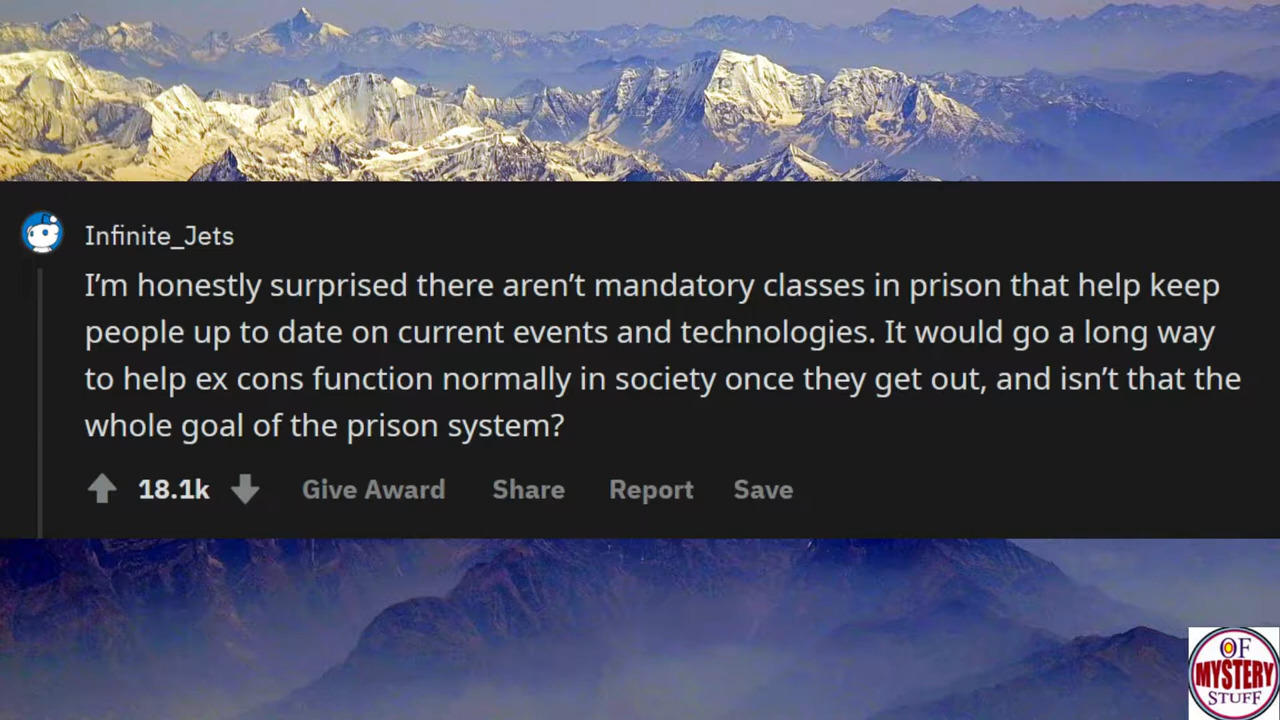 Infinite_Jets
I’m honestly surprised there aren’t mandatory classes in prison that help keep
people up to date on current events and technologies. It would go a long way
to help ex cons function normally in society once they get out, and isn’t that the
whole goal of the prison system?
18.1k Give Award Share Report Save
OF
MYSTERY
STUFF